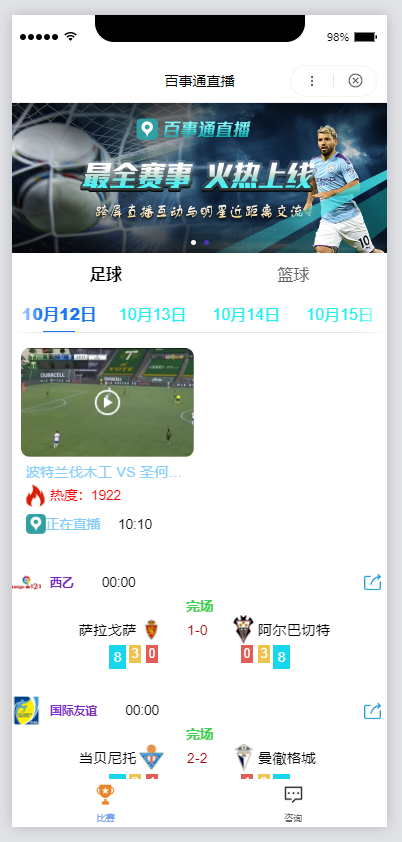 98%
百事通直播
百事通直播
最全赛事 火热上线
跨屏直播互动与明星近距离交流
10
足球
篮球
10月12日
10月13日
10月14日
10月15日
DURACELL
DURACELL
波特兰伐木工 VS 圣何...
热度：1922
正在直播
10:10
西乙
00:00
完场
萨拉戈萨
1-0
阿尔巴切特
8 3 0
0 3 8
国际友谊
00:00
完场
当贝尼托
2-2
曼徹格城
比赛
咨询